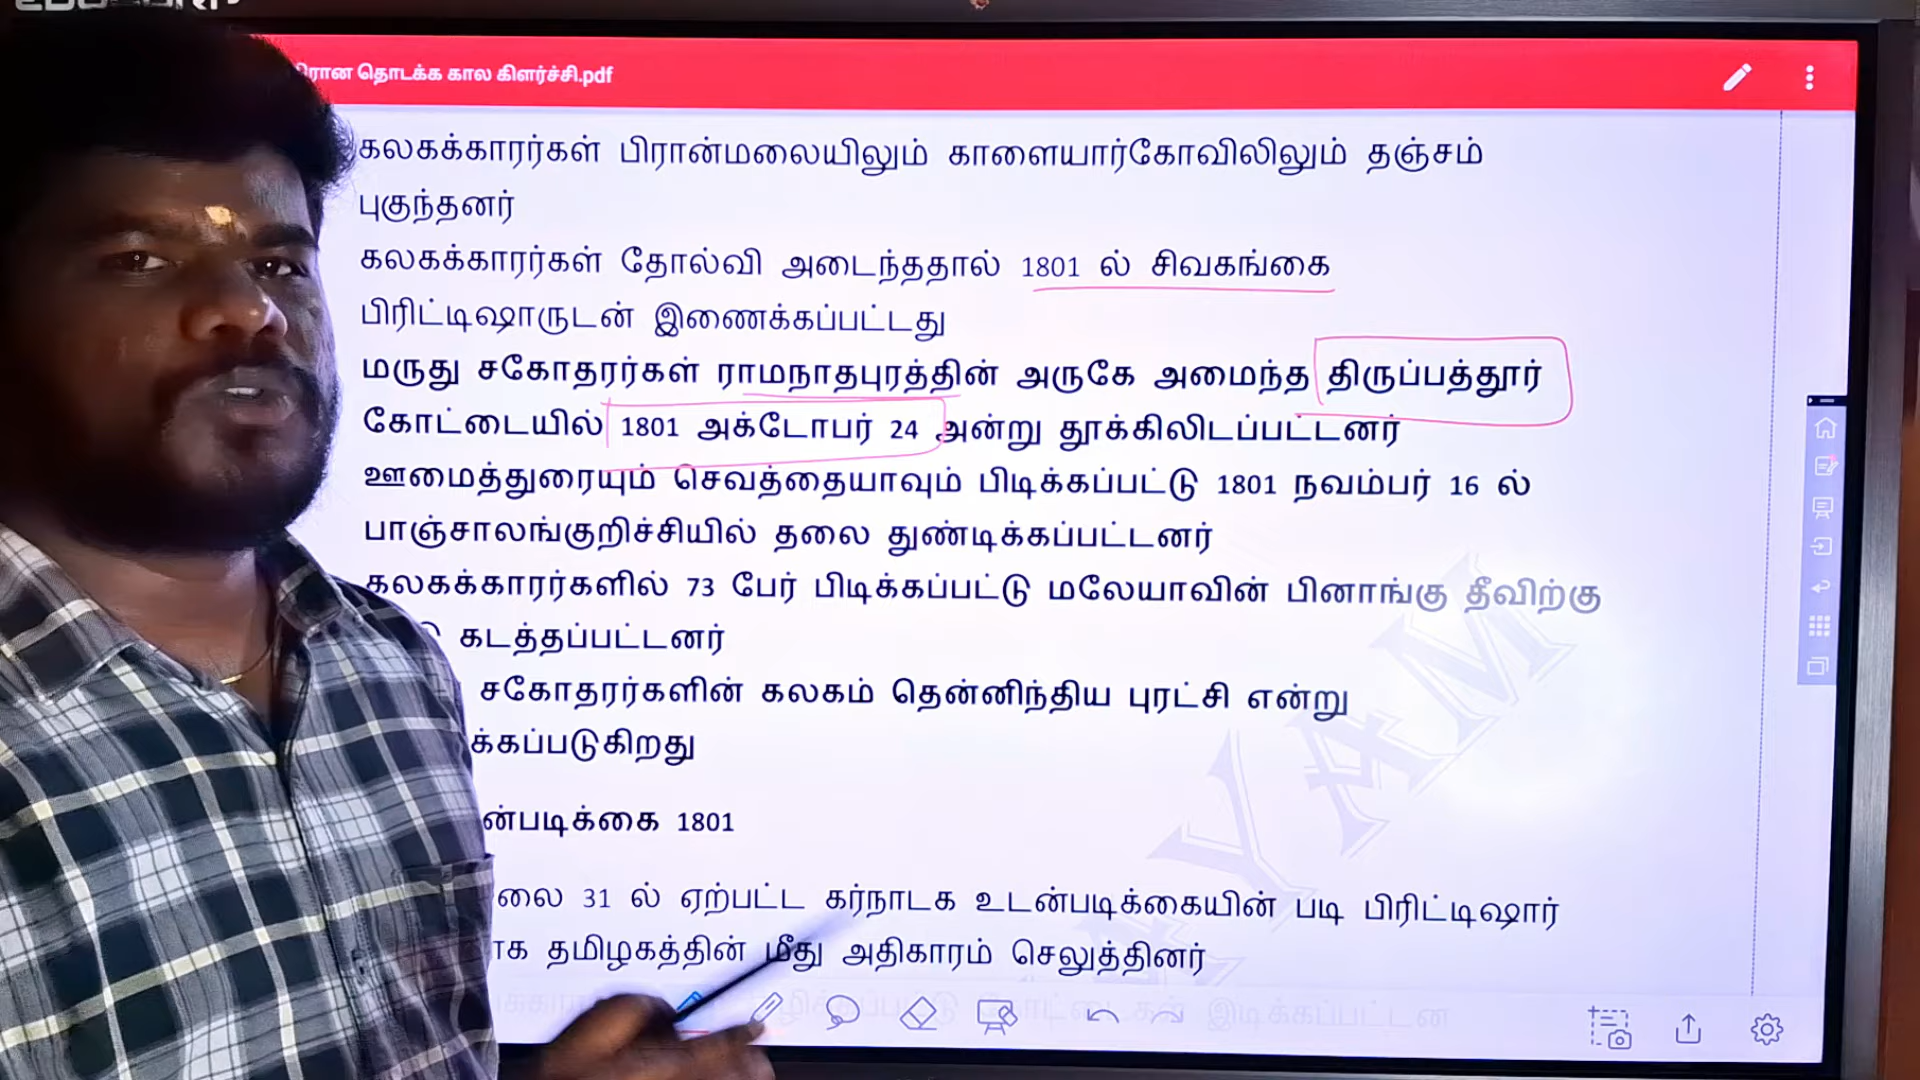 தொடக்க கால கிளர்ச்சி.pdf
கலகக்காரர்கள் பிரான்மலையிலும் காளையார்கோவிலிலும் தஞ்சம்
புகுந்தனர்
கலகக்காரர்கள் தோல்வி அடைந்ததால் 1801 ல் சிவகங்கை
பிரிட்டிஷாருடன் இணைக்கப்பட்டது
மருது சகோதரர்கள் ராமநாதபுரத்தின் அருகே அமைந்த திருப்பத்தூர்
கோட்டையில் 1801 அக்டோபர் 24 அன்று தூக்கிலிடப்பட்டனர்
ஊமைத்துரையும் செவத்தையாவும் பிடிக்கப்பட்டு 1801 நவம்பர் 16 ல்
பாஞ்சாலங்குறிச்சியில் தலை துண்டிக்கப்பட்டனர்
கலகக்காரர்களில் 73 பேர் பிடிக்கப்பட்டு மலேயாவின் பினாங்கு தீவிற்கு
கடத்தப்பட்டனர்
சகோதரர்களின் கலகம் தென்னிந்திய புரட்சி என்று
க்கப்படுகிறது
ன்படிக்கை 1801
லை 31 ல் ஏற்பட்ட கர்நாடக உடன்படிக்கையின் படி பிரிட்டிஷார்
ாக தமிழகத்தின் மீது அதிகாரம் செலுத்தினர்